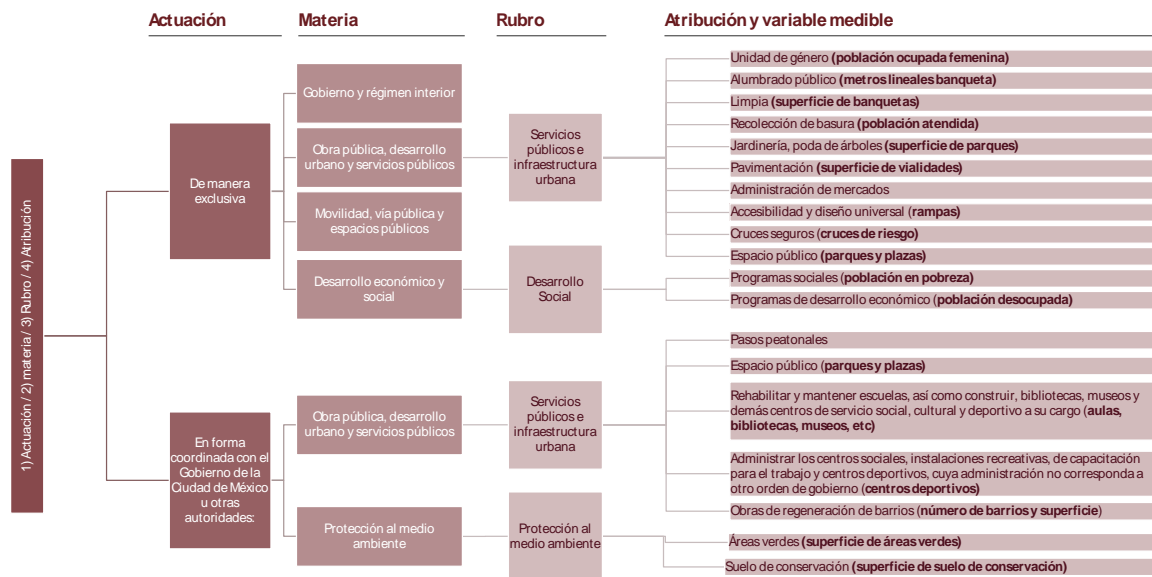 Actuación
Materia
Rubro
Atribución y variable medible
1) Actuación / 2) materia / 3) Rubro / 4) Atribución
De manera
exclusiva
Gobierno y régimen interior
Obra pública, desarrollo
urbano y servicios públicos
Movilidad, vía pública y
espacios públicos
Desarrollo económico y
social
Servicios
públicos e
infraestructura
urbana
Desarrollo
Social
Unidad de género (población ocupada femenina)
Alumbrado público (metros lineales banqueta)
Limpia (superficie de banquetas)
Recolección de basura (población atendida)
Jardinería, poda de árboles (superficie de parques)
Pavimentación (superficie de vialidades)
Administración de mercados
Accesibilidad y diseño universal (rampas)
Cruces seguros (cruces de riesgo)
Espacio público (parques y plazas)
Programas sociales (población en pobreza)
Programas de desarrollo económico (población desocupada)
En forma
coordinada con el
Gobierno de la
Ciudad de México
u otras
autoridades:
Obra pública, desarrollo
urbano y servicios públicos
Protección al medio
ambiente
Servicios
públicos e
infraestructura
urbana
Protección al
medio ambiente
Pasos peatonales
Espacio público (parques y plazas)
Rehabilitar y mantener escuelas, así como construir, bibliotecas, museos y
demás centros de servicio social, cultural y deportivo a su cargo (aulas,
bibliotecas, museos, etc)
Administrar los centros sociales, instalaciones recreativas, de capacitación
para el trabajo y centros deportivos, cuya administración no corresponda a
otro orden de gobierno (centros deportivos)
Obras de regeneración de barrios (número de barrios y superficie)
Áreas verdes (superficie de áreas verdes)
Suelo de conservación (superficie de suelo de conservación)